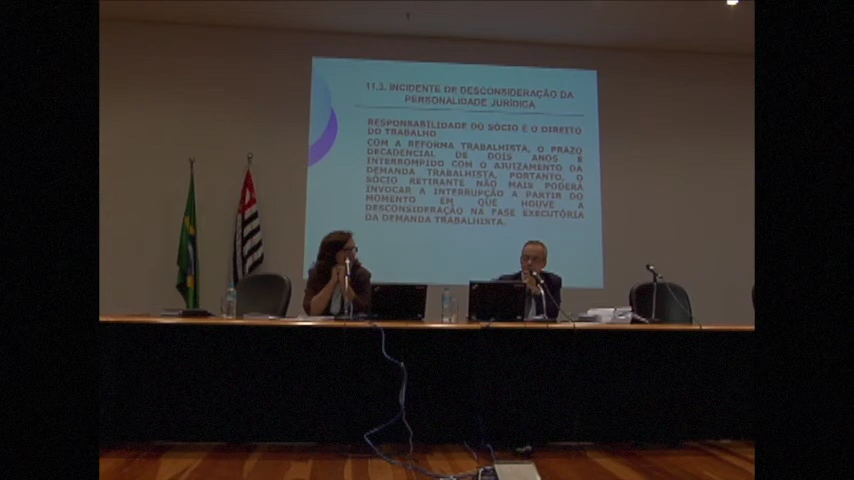 11.3. INCIDENTE DE DESCONSIDERAÇÃO DA
PERSONALIDADE JURÍDICA
RESPONSABILIDADE DO SÓCIO E O DIREITO
DO TRABALHO
COM A REFORMA TRABALHISTA, O PRAZO
DECADENCIAL DE DOIS ANOS É
INTERROMPIDO COM O AJUIZAMENTO DA
DEMANDA TRABALHISTA, PORTANTO, O
SÓCIO RETIRANTE NÃO MAIS PODERÁ
INVOCAR A INTERRUPÇÃO A PARTIR DO
MOMENTO EM QUE HOUVE A
DESCONSIDERAÇÃO NA FASE EXECUTÓRIA
DA DEMANDA TRABALHISTA.